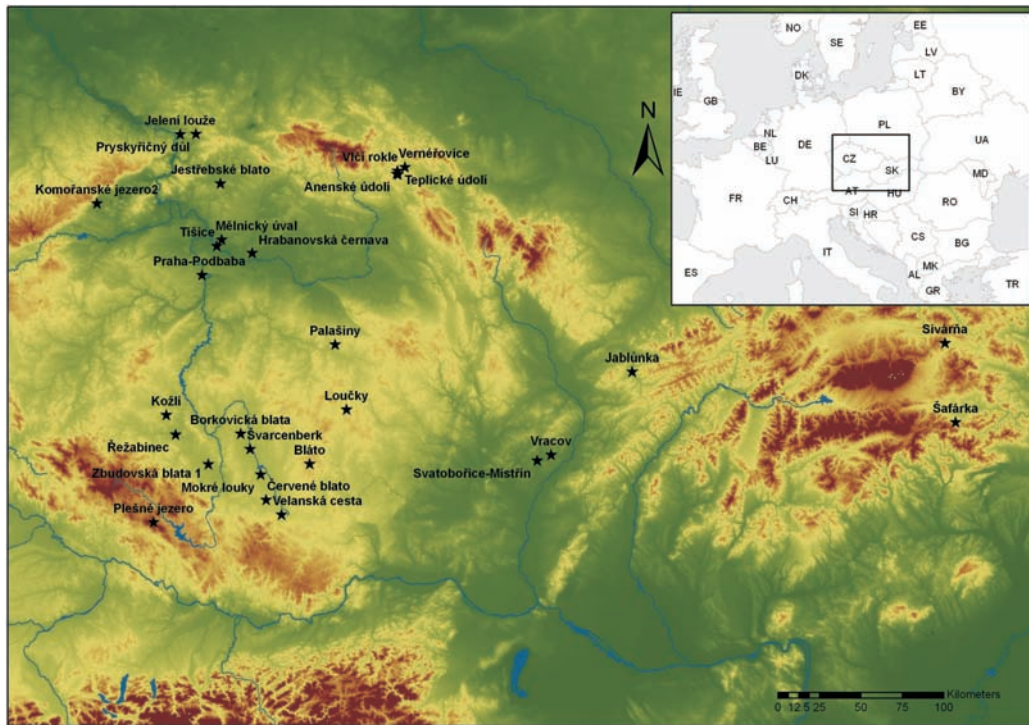 Jelení louže
Pryskyřičný důl
Jestřebské blato
Komořanské jezero2
Vlčí rokle
Vernéřovice
Anenské údolí
Teplické údolí
Mělnický úval
Tišice
Hrabanovská černava
Praha-Podbaba
Palašiny
Loučky
Kožlí
Borkovická blata
Řežabinec
Švarcenberk
Bláto
Zbudovská blata 1
Mokré louky
Červené blato
Velanská cesta
Plešné jezero
Jablůnka
Vracov
Svatobořice-Mistřín
Sivárňa
Šafárka
N
NO
SE
EE
LV
LT
DK
IE
GB
BY
NL
PL
BE
DE
LU
UA
CZ
SK
MD
FR
CH
AT
HU
RO
SI
HR
IT
CS
BG
ES
MK
AL
GR
TR
Kilometers
0 12.5 25 50 75 100